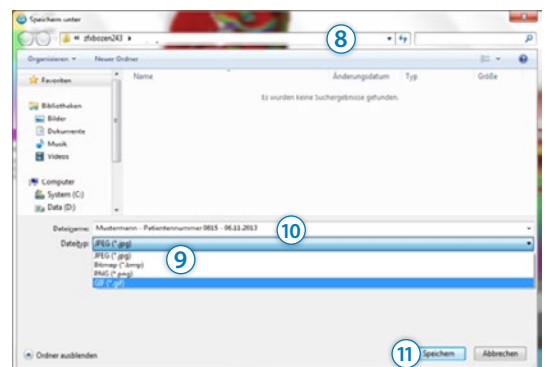 Speichern unter
8
« zfxbozen243 ▸
Organisieren ▾ Neuer Ordner
Favoriten
Name Änderungsdatum Typ Größe
Es wurden keine Suchergebnisse gefunden.
Bibliotheken
Bilder
Dokumente
Musik
Videos
Computer
System (C:)
Data (D:)
Dateiname: Mustermann - Patientennummer 0815 - 06.11.2013
10
Dateityp: JPEG (*.jpg)
JPEG (*.jpg)
9
Bitmap (*.bmp)
PNG (*.png)
GIF (*.gif)
Ordner ausblenden
11
Speichern
Abbrechen